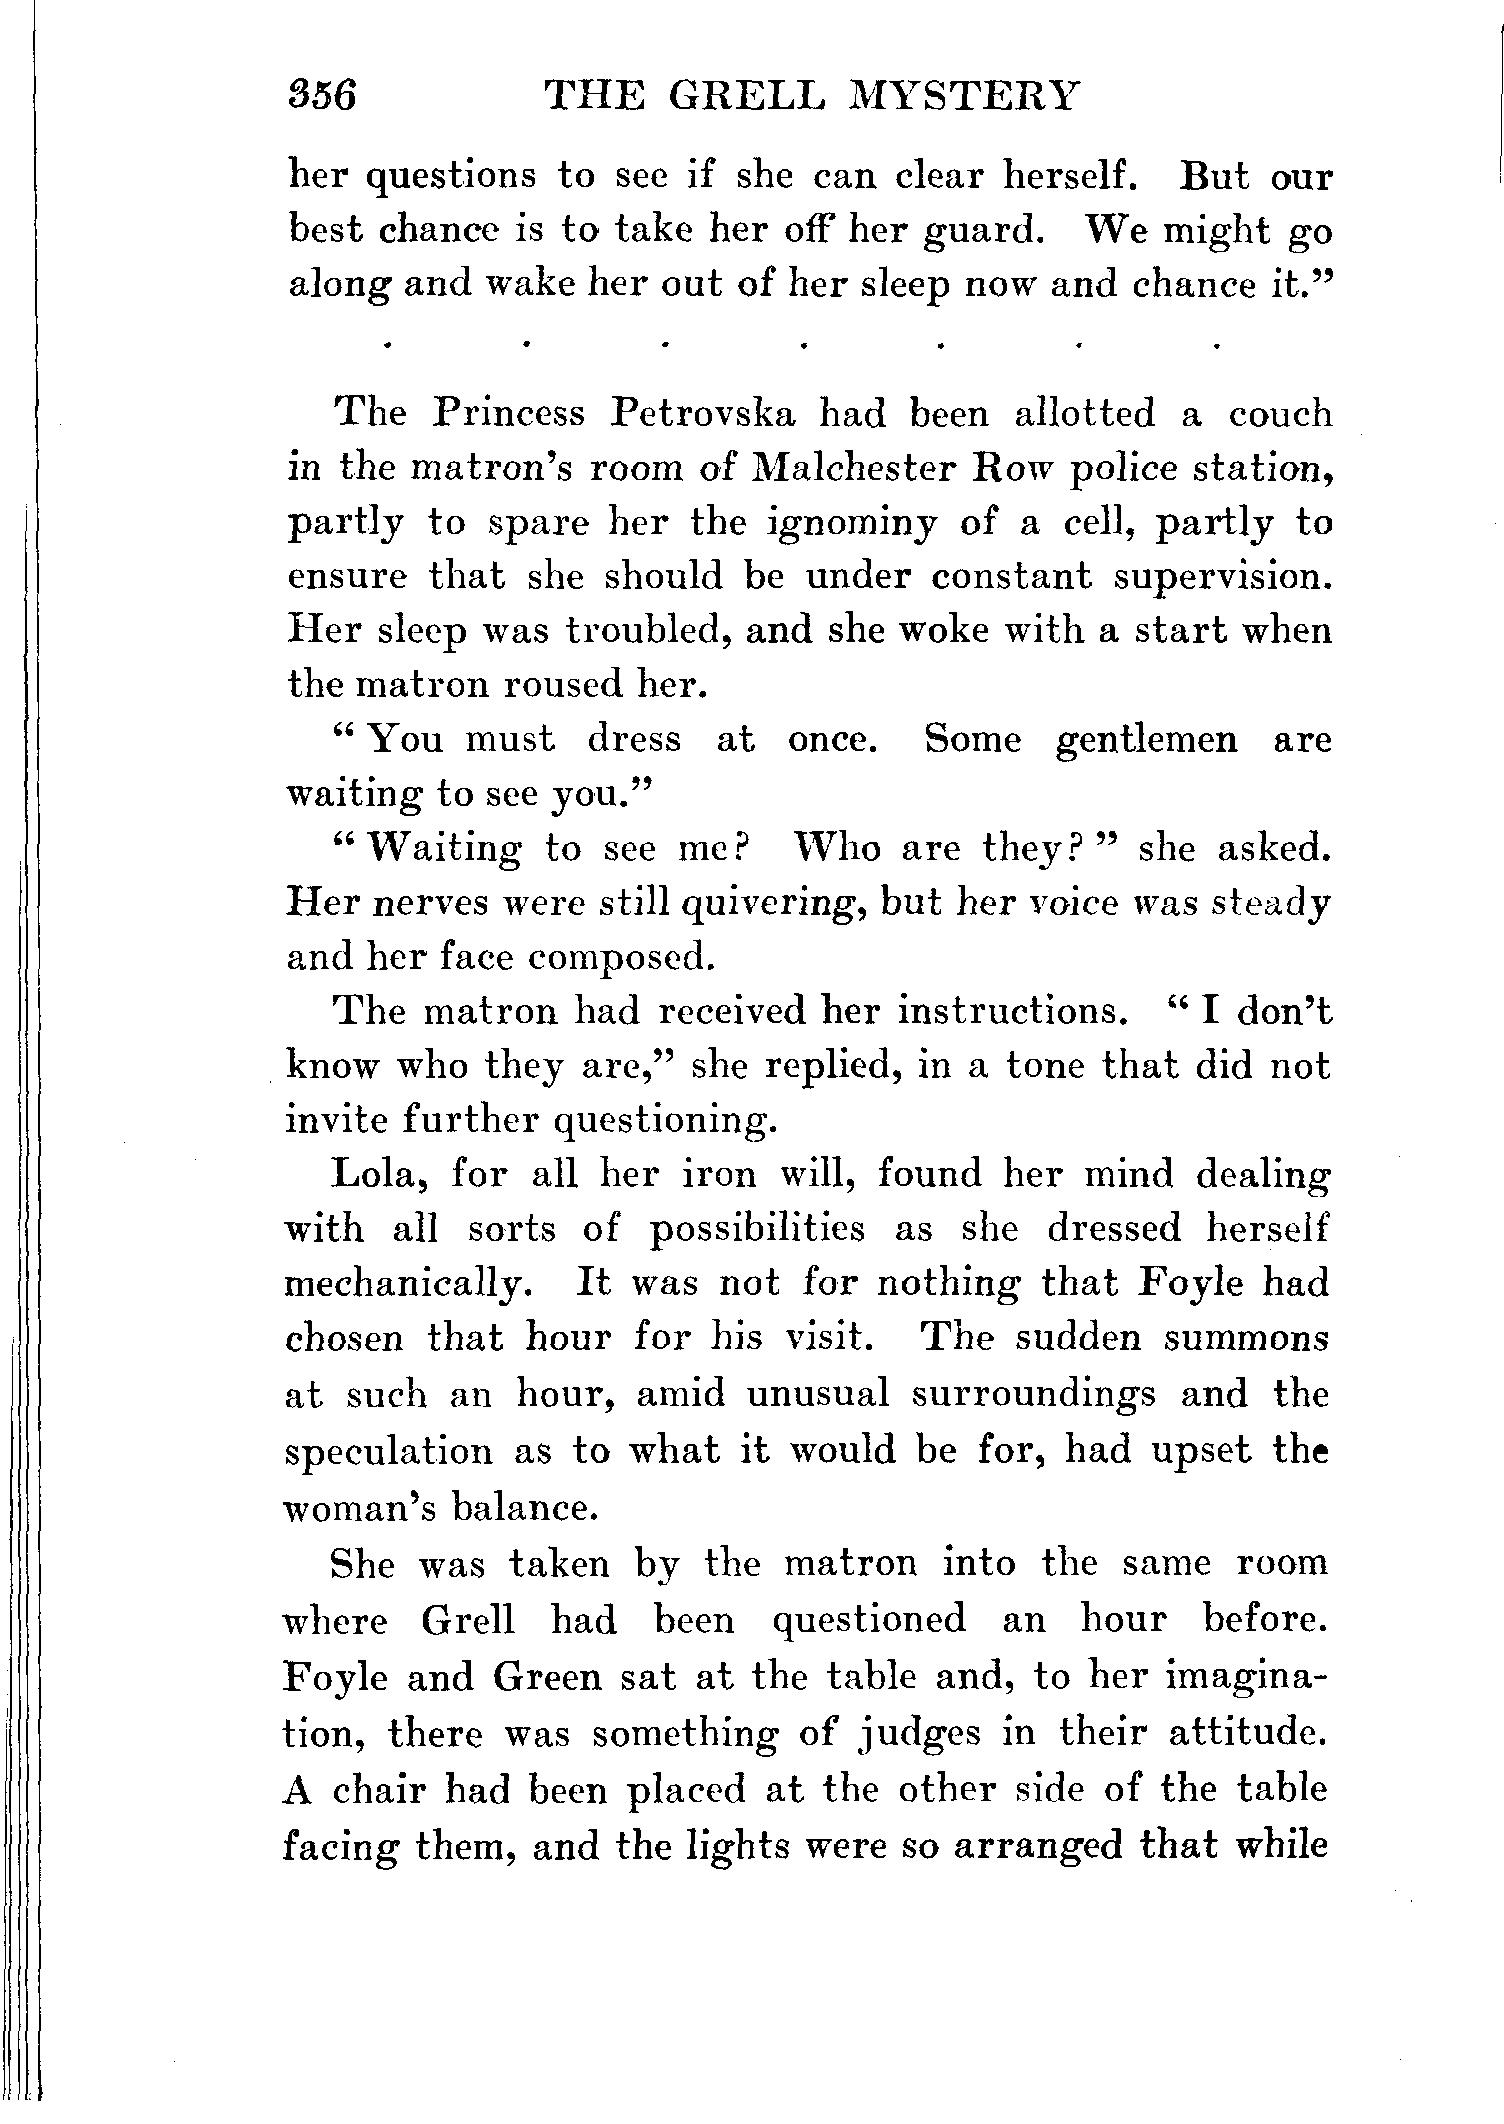 356 THE GRELL MYSTERY
her questions to see if she can clear herself. But our
best chance is to take her off her guard. We might go
along and wake her out of her sleep now and chance it.”
. . . . . . .
The Princess Petrovska had been allotted a couch
in the matron’s room of Malchester Row police station,
partly to spare her the ignominy of a cell, partly to
ensure that she should be under constant supervision.
Her sleep was troubled, and she woke with a start when
the matron roused her.
“ You must dress at once. Some gentlemen are
waiting to see you.”
“ Waiting to see me? Who are they? ” she asked.
Her nerves were still quivering, but her voice was steady
and her face composed.
The matron had received her instructions. “ I don’t
know who they are,” she replied, in a tone that did not
invite further questioning.
Lola, for all her iron will, found her mind dealing
with all sorts of possibilities as she dressed herself
mechanically. It was not for nothing that Foyle had
chosen that hour for his visit. The sudden summons
at such an hour, amid unusual surroundings and the
speculation as to what it would be for, had upset the
woman’s balance.
She was taken by the matron into the same room
where Grell had been questioned an hour before.
Foyle and Green sat at the table and, to her imagina-
tion, there was something of judges in their attitude.
A chair had been placed at the other side of the table
facing them, and the lights were so arranged that while